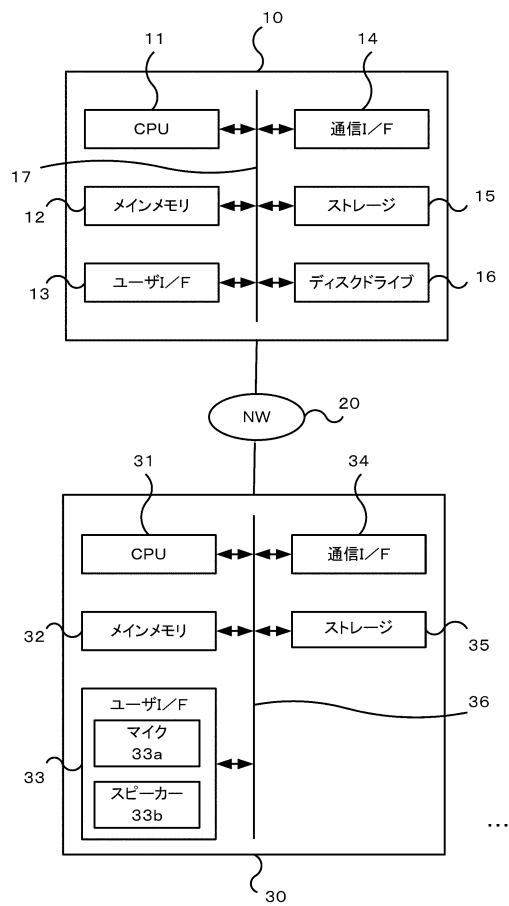 10
11
14
CPU
通信I／F
17
メインメモリ
ストレージ
12
15
ユーザI／F
ディスクドライブ
13
16
NW
20
31
34
CPU
通信I／F
メインメモリ
ストレージ
32
35
ユーザI／F
36
マイク
33a
33
スピーカー
33b
…
30